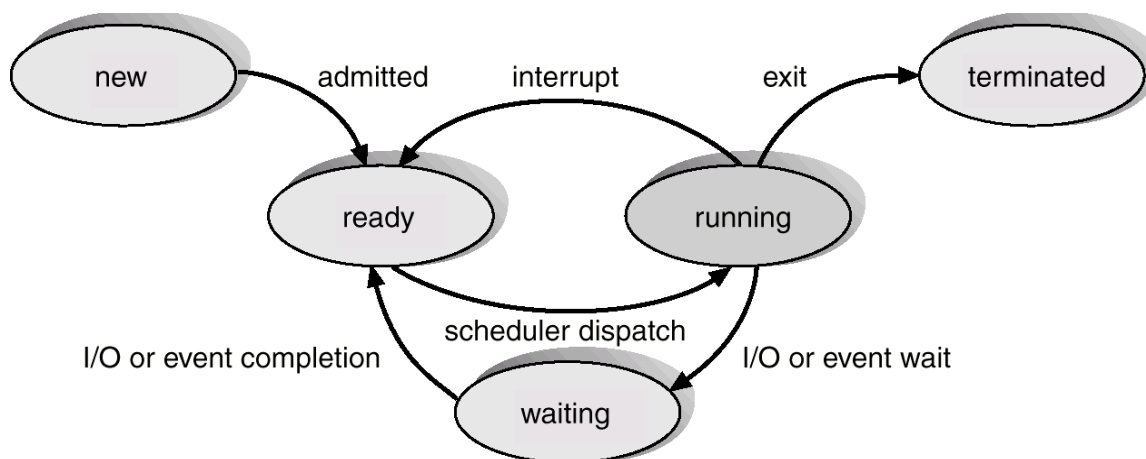 new
admitted
interrupt
exit
terminated
ready
running
scheduler dispatch
I/O or event completion
I/O or event wait
waiting